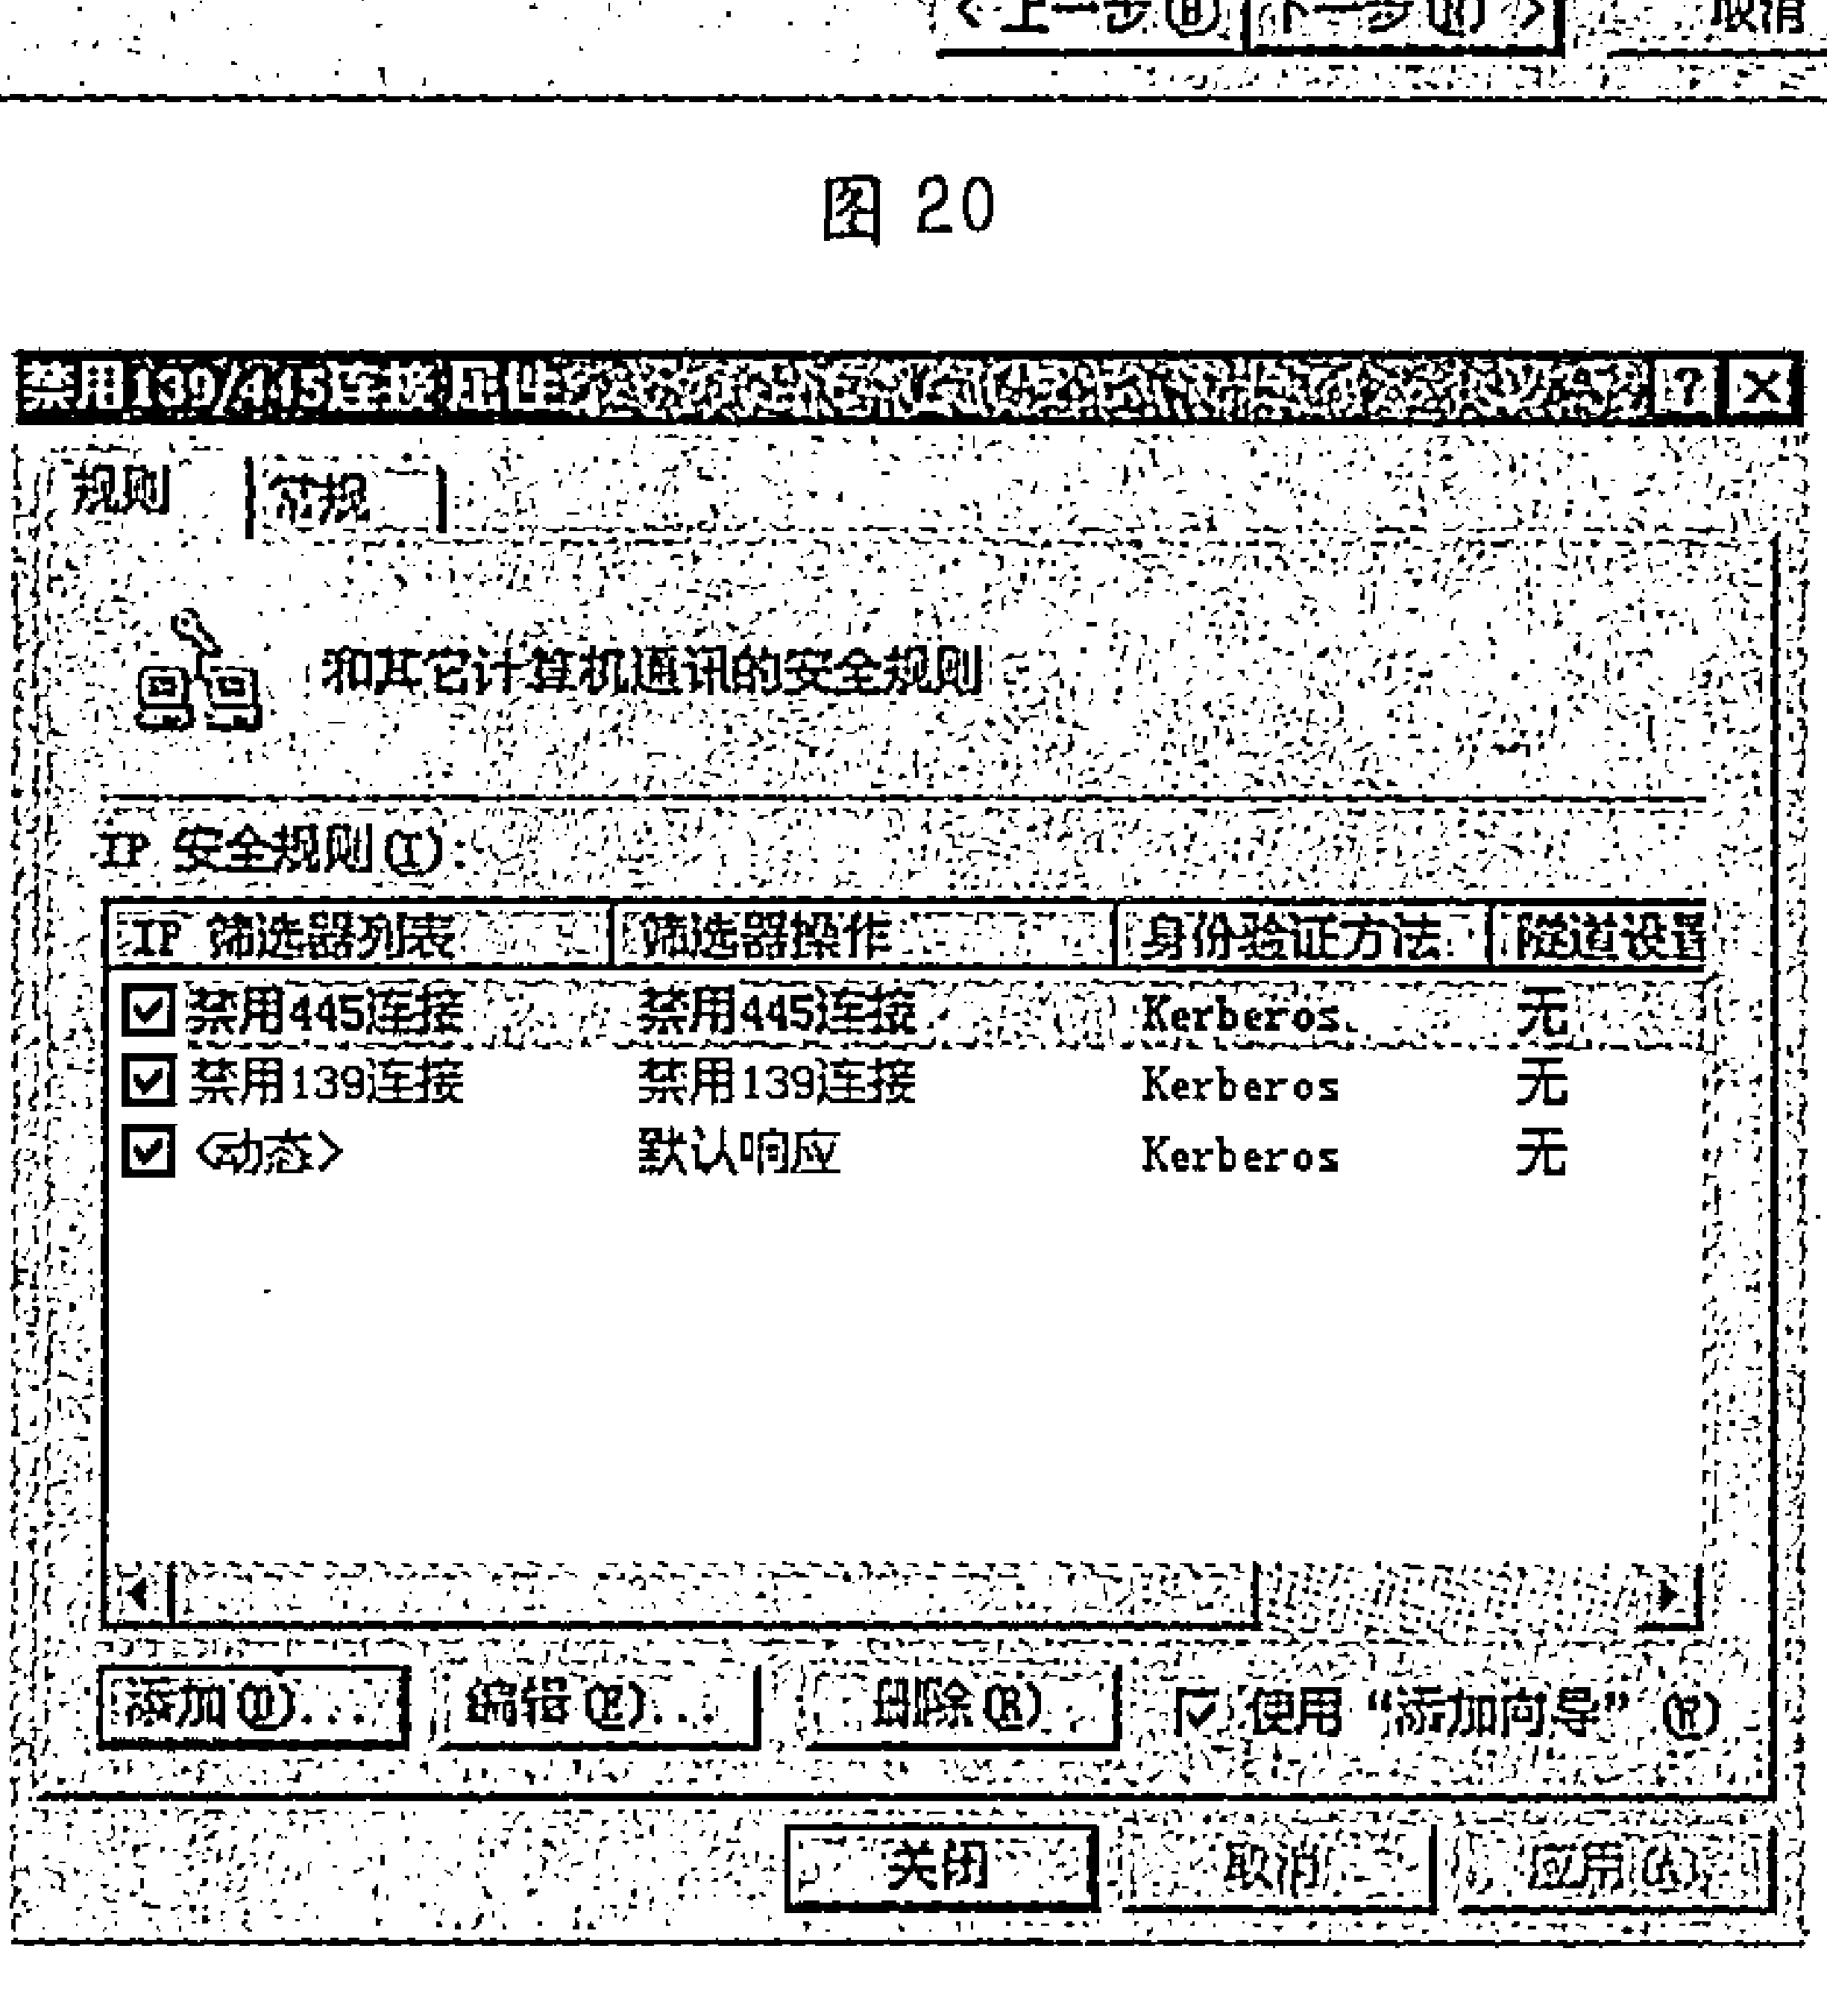 <上一步(B) 下一步(N)> 取消
图 20
禁用139/445连接 属性
规则 常规
和其它计算机通讯的安全规则
IP 安全规则(I):
IP 筛选器列表 筛选器操作 身份验证方法 隧道设置
禁用445连接 禁用445连接 Kerberos 无
禁用139连接 禁用139连接 Kerberos 无
<动态> 默认响应 Kerberos 无
添加(D)... 编辑(E)... 删除(R) 使用“添加向导”(W)
关闭 取消 应用(A)